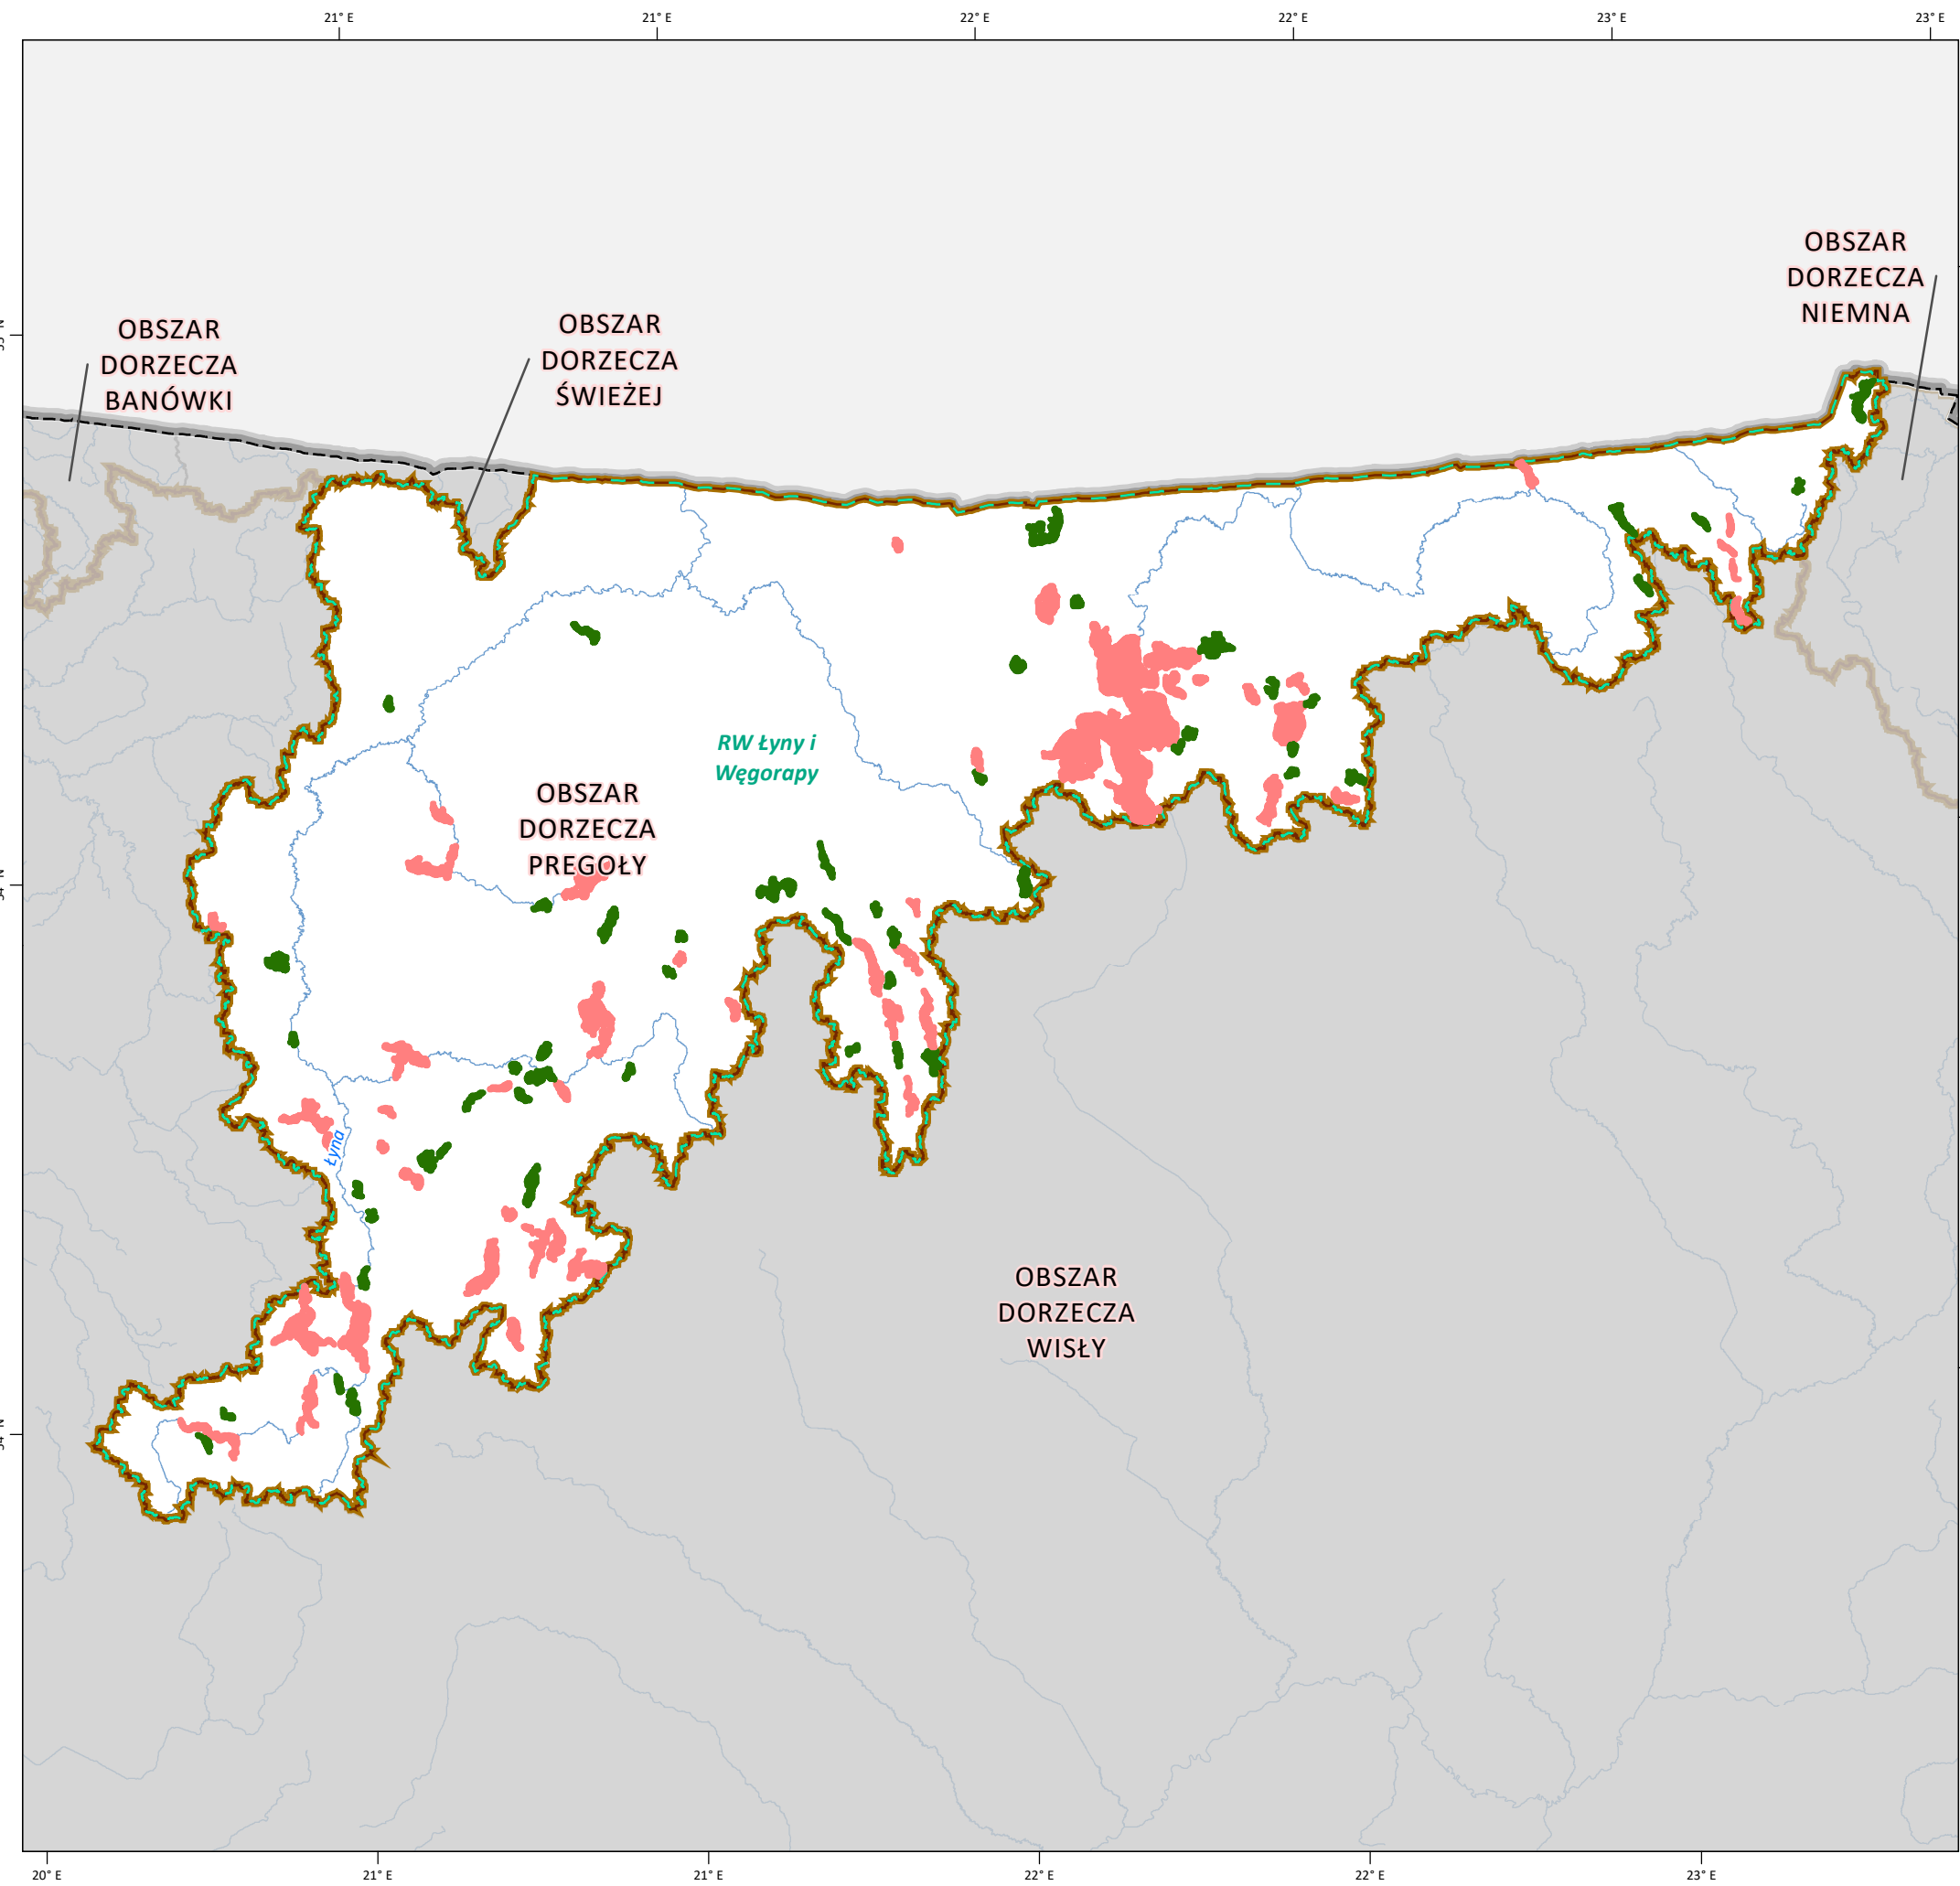 21° E
21° E
22° E
22° E
23° E
23° E
OBSZAR
DORZECZA
NIEMNA
OBSZAR
DORZECZA
BANÓWKI
OBSZAR
DORZECZA
ŚWIEŻEJ
RW Łyny i
Węgorapy
OBSZAR
DORZECZA
PREGOŁY
Łyna
OBSZAR
DORZECZA
WISŁY
20° E
21° E
21° E
22° E
22° E
23° E